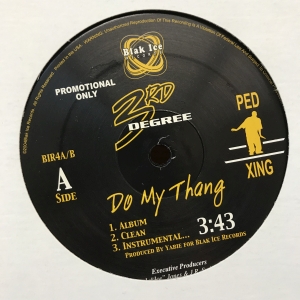 Blak Ice
PROMOTIONAL
ONLY
3RD
DEGREE
PED
XING
BIR4A/B
A
SIDE
Do My Thang
1. ALBUM
2. CLEAN
3. INSTRUMENTAL...
3:43
PRODUCED BY YABIE FOR BLAK ICE RECORDS
Executive Producers
Jones & J.R.